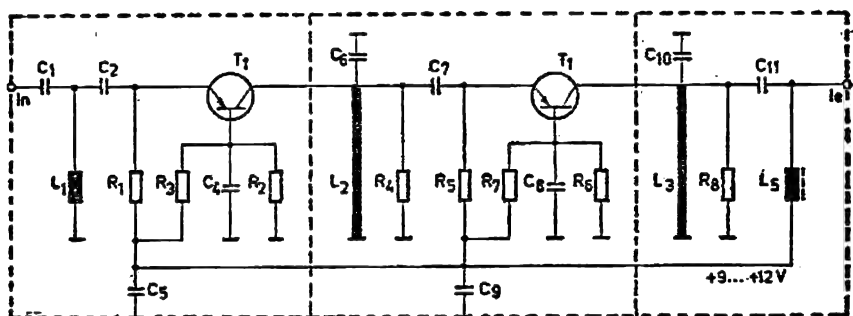 C1 C2 T1 C6 C7 T1 C10 C11
In Ie
L1 R1 R3 C4 R2 L2 R4 R5 R7 C8 R6 L3 R8 L5
+9....+12V
C5 C9